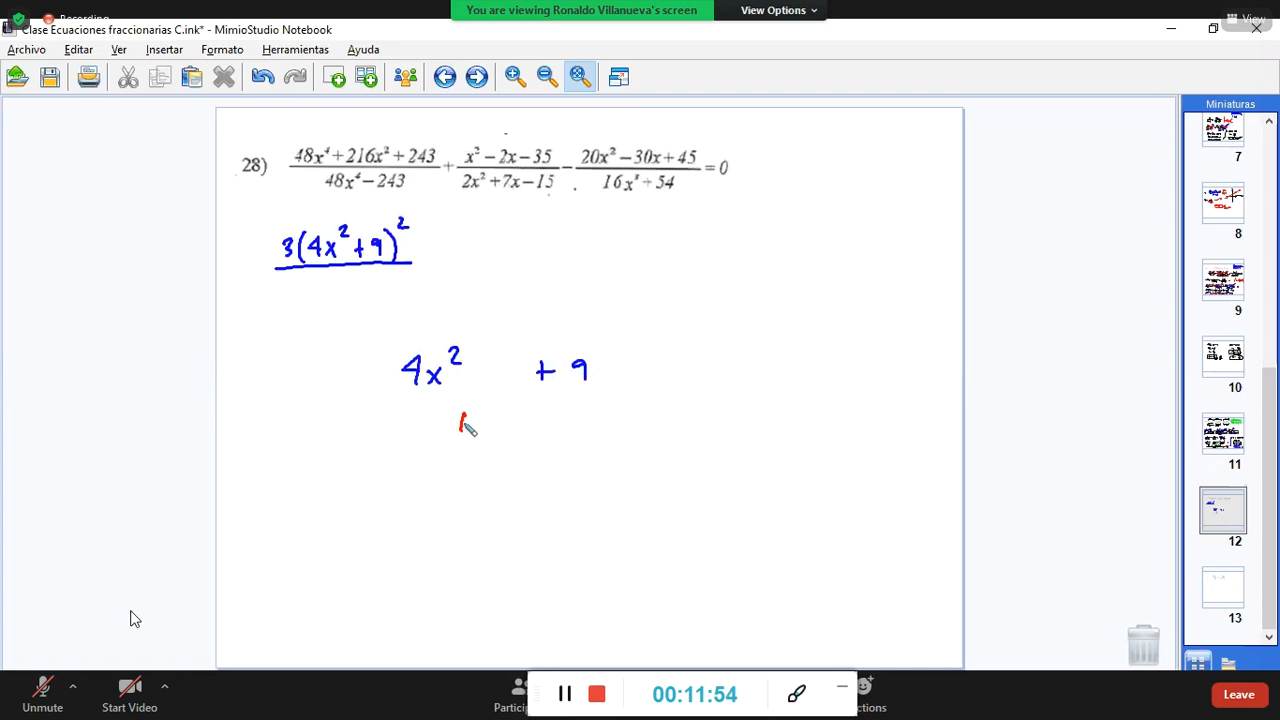 Recording
You are viewing Ronaldo Villanueva's screen
View Options
View
Clase Ecuaciones fraccionarias C.ink* - MimioStudio Notebook
Archivo Editar Ver Insertar Formato Herramientas Ayuda
Miniaturas
28) 48x⁴+216x²+243 / 48x⁴−243 + x²−2x−35 / 2x²+7x−15 − 20x²−30x+45 / 16x³+54 = 0
3(4x²+9)²
4x² + 9
7
8
9
10
11
12
13
Unmute
Start Video
00:11:54
Leave